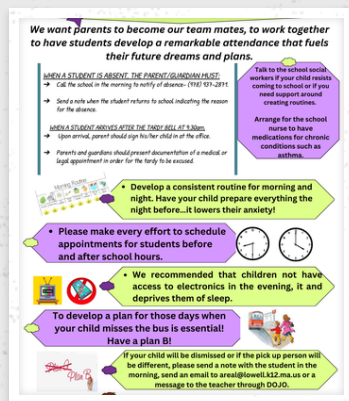 We want parents to become our team mates, to work together
to have students develop a remarkable attendance that fuels
their future dreams and plans.
WHEN A STUDENT IS ABSENT, THE PARENT/GUARDIAN MUST:
→ Call the school in the morning to notify of absence- (978) 937-2897.
→ Send a note when the student returns to school indicating the reason
for the absence.
WHEN A STUDENT ARRIVES AFTER THE TARDY BELL AT 9:30am:
→ Upon arrival, parent should sign his/her child in at the office.
→ Parents and guardians should present documentation of a medical or
legal appointment in order for the tardy to be excused.
Talk to the school social
workers if your child resists
coming to school or if you
need support around
creating routines.
Arrange for the school
nurse to have
medications for chronic
conditions such as
asthma.
Morning Routine
• Develop a consistent routine for morning and
night. Have your child prepare everything the
night before...it lowers their anxiety!
• Please make every effort to schedule
appointments for students before
and after school hours.
• We recommended that children not have
access to electronics in the evening, it and
deprives them of sleep.
To develop a plan for those days when
your child misses the bus is essential!
Have a plan B!
Plan A
Plan B
If your child will be dismissed or if the pick up person will
be different, please send a note with the student in the
morning, send an email to areal@lowell.k12.ma.us or a
message to the teacher through DOJO.